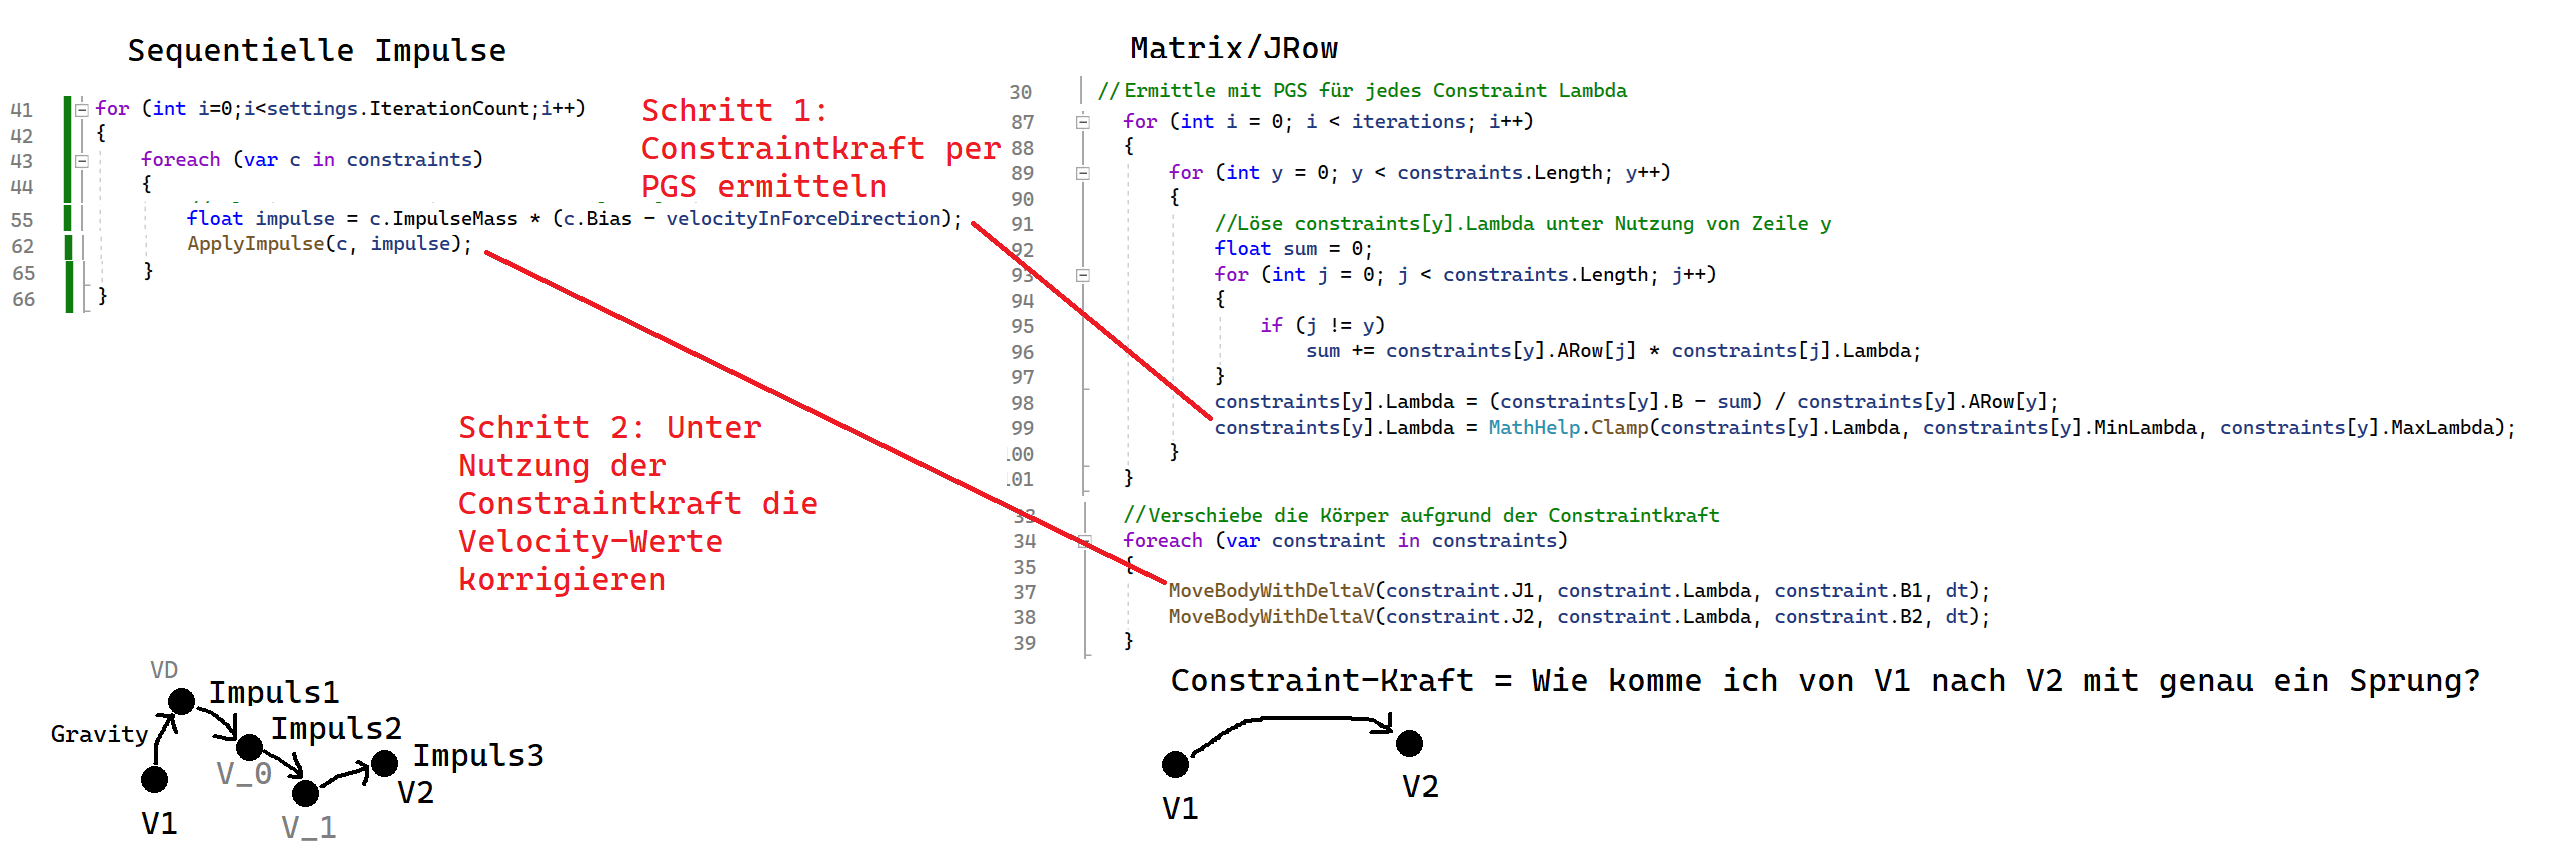 Sequentielle Impulse
41 for (int i=0;i<settings.IterationCount;i++)
42 {
43 foreach (var c in constraints)
44 {
55 float impulse = c.ImpulseMass * (c.Bias - velocityInForceDirection);
62 ApplyImpulse(c, impulse);
65 }
66 }
Schritt 1:
Constraintkraft per
PGS ermitteln
Schritt 2: Unter
Nutzung der
Constraintkraft die
Velocity-Werte
korrigieren
VD
Impuls1
Gravity
Impuls2
V_0
Impuls3
V1
V_1
V2
Matrix/JRow
30 //Ermittle mit PGS für jedes Constraint Lambda
87 for (int i = 0; i < iterations; i++)
88 {
89 for (int y = 0; y < constraints.Length; y++)
90 {
91 //Löse constraints[y].Lambda unter Nutzung von Zeile y
92 float sum = 0;
93 for (int j = 0; j < constraints.Length; j++)
94 {
95 if (j != y)
96 sum += constraints[y].ARow[j] * constraints[j].Lambda;
97 }
98 constraints[y].Lambda = (constraints[y].B - sum) / constraints[y].ARow[y];
99 constraints[y].Lambda = MathHelp.Clamp(constraints[y].Lambda, constraints[y].MinLambda, constraints[y].MaxLambda);
100 }
101 }
33 //Verschiebe die Körper aufgrund der Constraintkraft
34 foreach (var constraint in constraints)
35 {
37 MoveBodyWithDeltaV(constraint.J1, constraint.Lambda, constraint.B1, dt);
38 MoveBodyWithDeltaV(constraint.J2, constraint.Lambda, constraint.B2, dt);
39 }
Constraint-Kraft = Wie komme ich von V1 nach V2 mit genau ein Sprung?
V1
V2